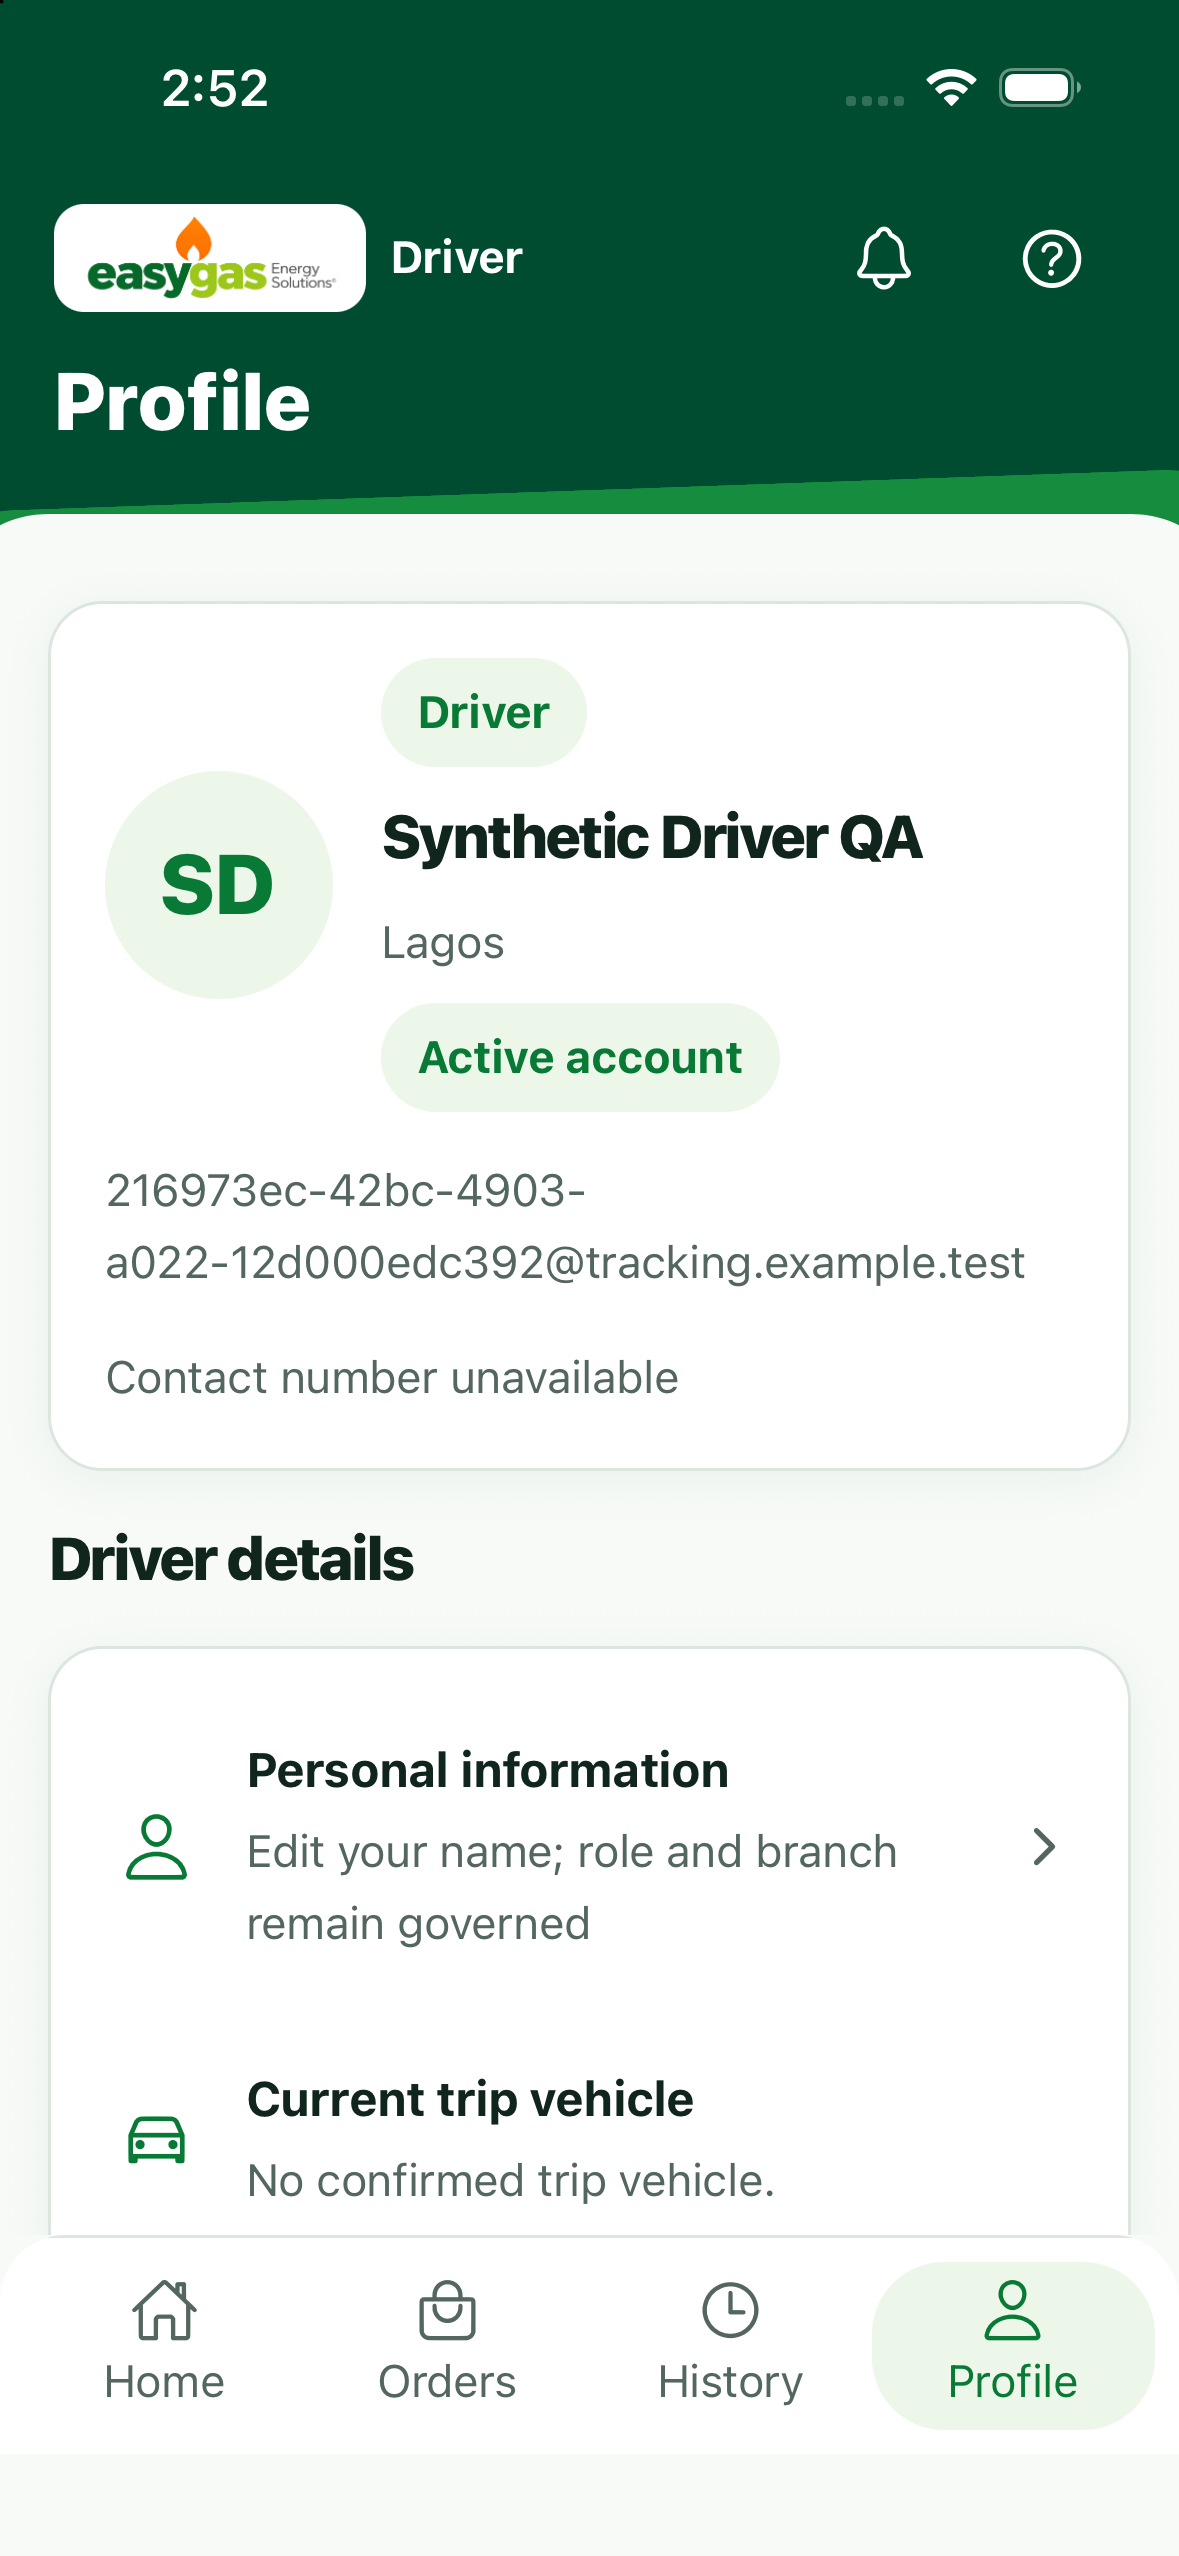 2:52
easygas Energy Solutions®
Driver
Profile
Driver
SD
Synthetic Driver QA
Lagos
Active account
216973ec-42bc-4903-
a022-12d000edc392@tracking.example.test
Contact number unavailable
Driver details
Personal information
Edit your name; role and branch
remain governed
Current trip vehicle
No confirmed trip vehicle.
Home
Orders
History
Profile